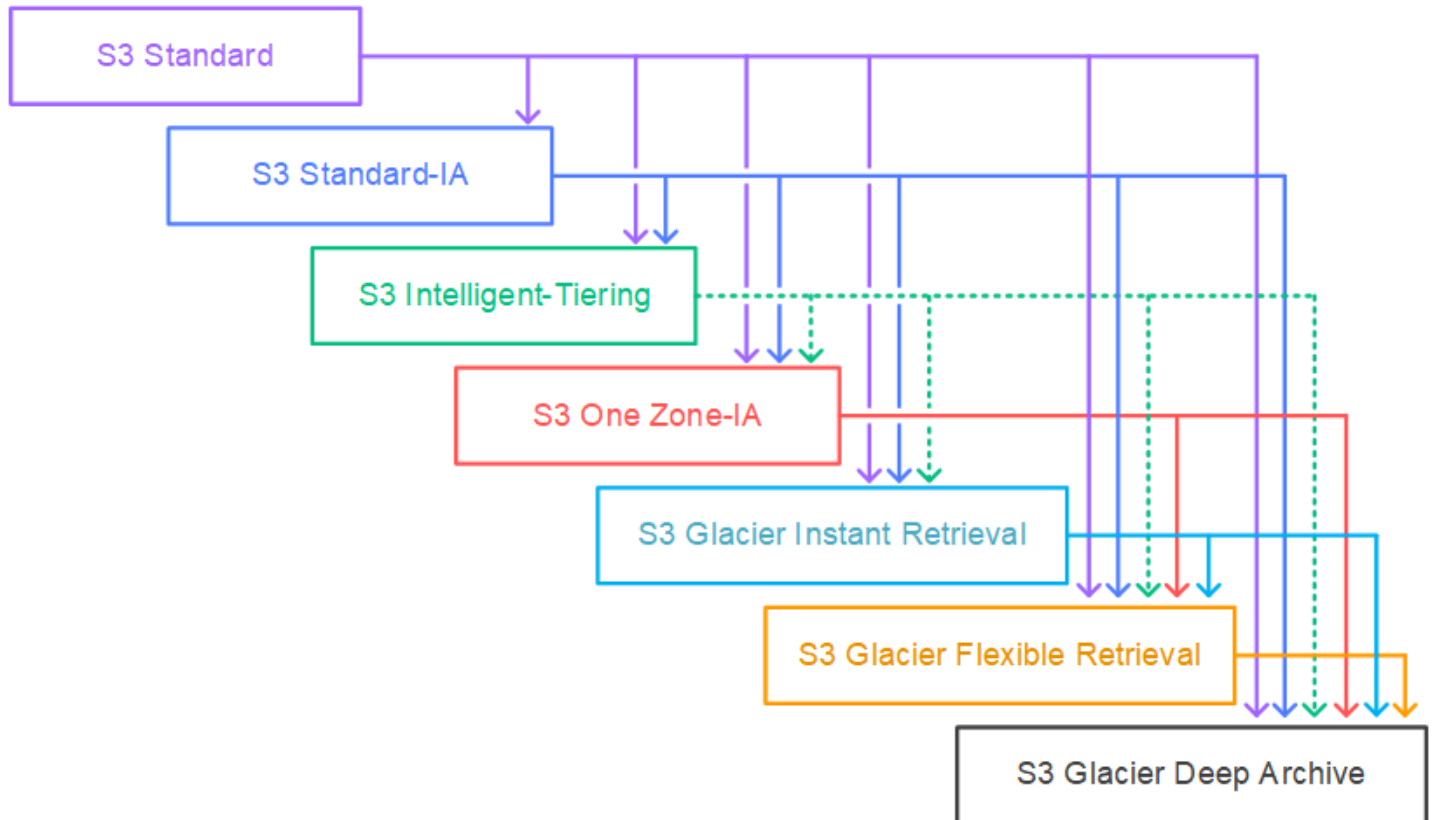 S3 Standard
S3 Standard-IA
S3 Intelligent-Tiering
S3 One Zone-IA
S3 Glacier Instant Retrieval
S3 Glacier Flexible Retrieval
S3 Glacier Deep Archive